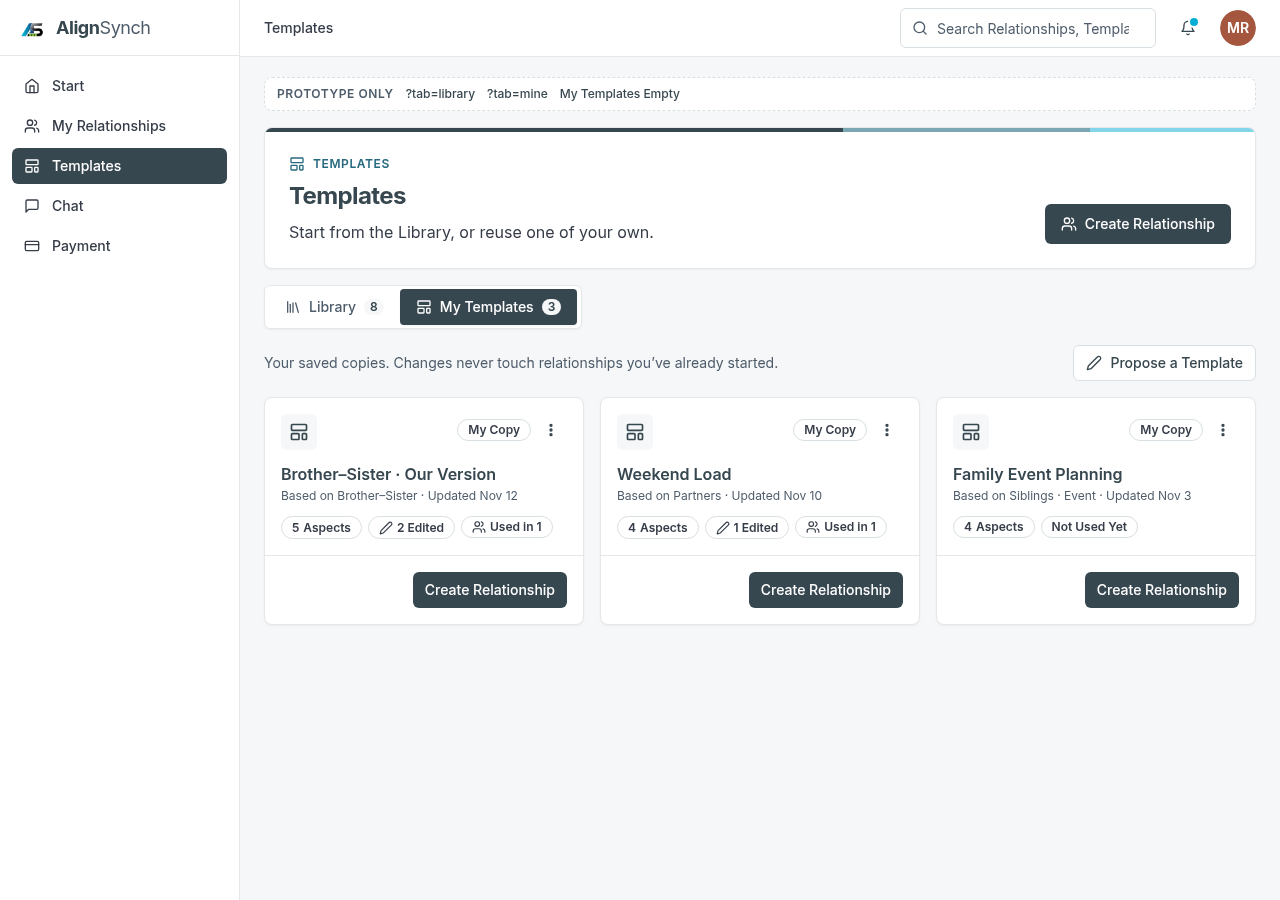 AlignSynch
Templates
Search Relationships, Templa
MR
Start
My Relationships
Templates
Chat
Payment
PROTOTYPE ONLY ?tab=library ?tab=mine My Templates Empty
TEMPLATES
Templates
Start from the Library, or reuse one of your own.
Create Relationship
Library 8
My Templates 3
Your saved copies. Changes never touch relationships you’ve already started.
Propose a Template
My Copy
Brother–Sister · Our Version
Based on Brother–Sister · Updated Nov 12
5 Aspects 2 Edited Used in 1
Create Relationship
My Copy
Weekend Load
Based on Partners · Updated Nov 10
4 Aspects 1 Edited Used in 1
Create Relationship
My Copy
Family Event Planning
Based on Siblings · Event · Updated Nov 3
4 Aspects Not Used Yet
Create Relationship